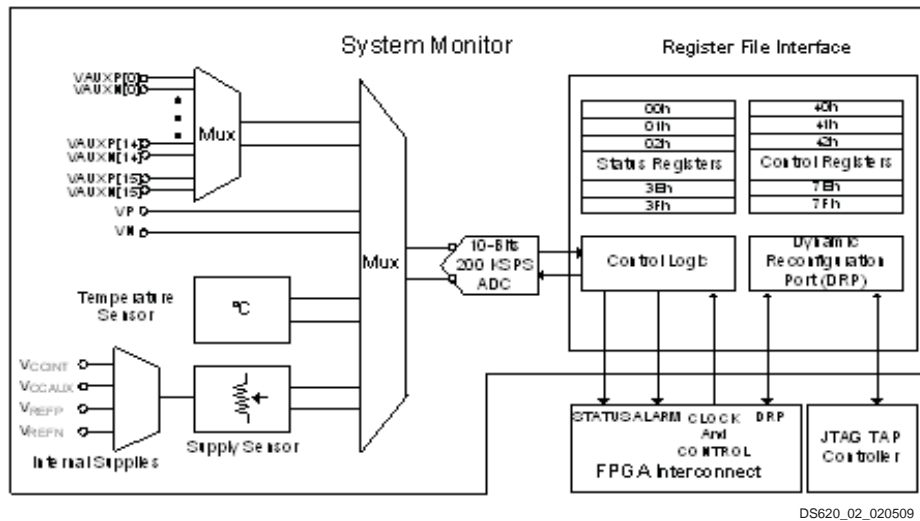 System Monitor
Register File Interface
VAUXP[0]
VAUXN[0]
VAUXP[14]
VAUXN[14]
VAUXP[15]
VAUXN[15]
VP
VN
Mux
Mux
10-Bits
200 KSPS
ADC
Temperature
Sensor
°C
VCCINT
VCCAUX
VREFP
VREFN
Internal Supplies
Supply Sensor
00h
01h
02h
Status Registers
3Eh
3Fh
40h
41h
42h
Control Registers
7Eh
7Fh
Control Logic
Dynamic
Reconfiguration
Port (DRP)
STATUS ALARM CLOCK DRP
And
CONTROL
FPGA Interconnect
JTAG TAP
Controller
DS620_02_020509